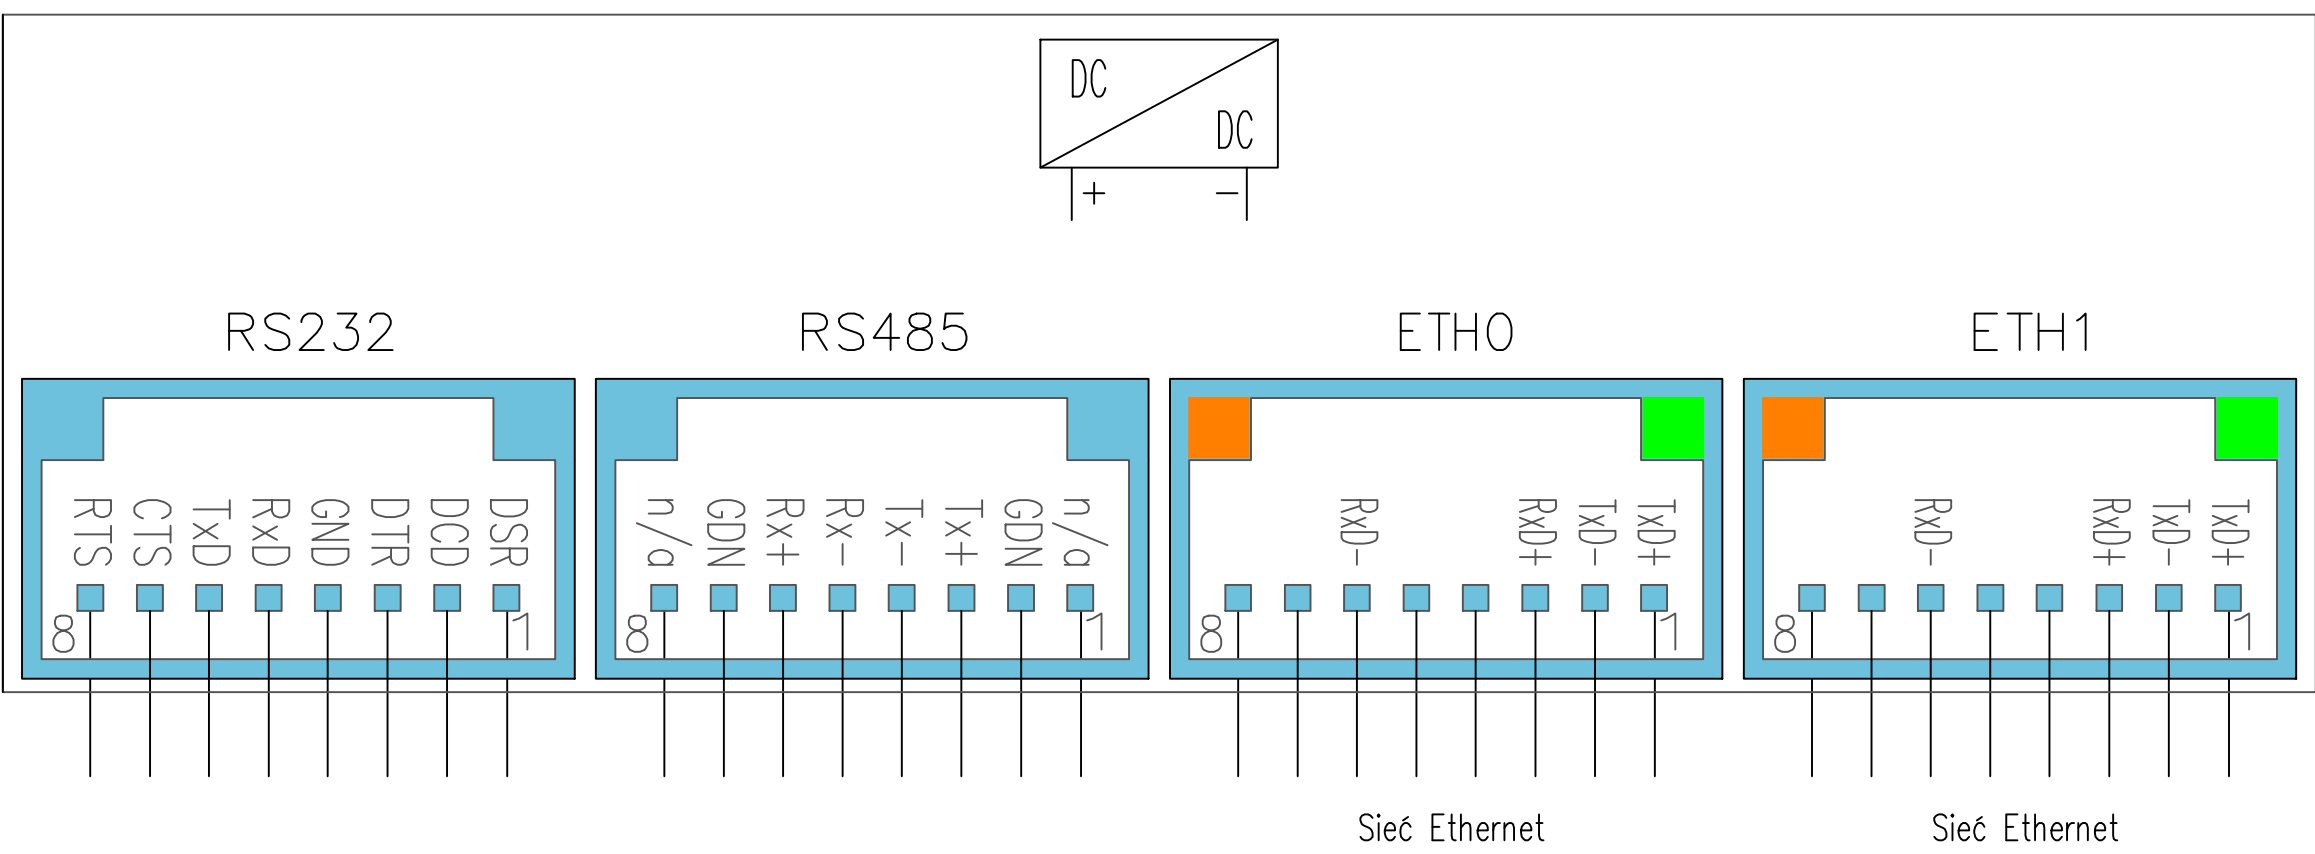 DC
DC
+ −
RS232
RS485
ETH0
ETH1
RTS CTS TxD RxD GND DTR DCD DSR
8 1
n/a GDN Rx+ Rx- Tx- Tx+ GDN n/a
8 1
RxD- RxD+ TxD- TxD+
8 1
RxD- RxD+ TxD- TxD+
8 1
Sieć Ethernet
Sieć Ethernet